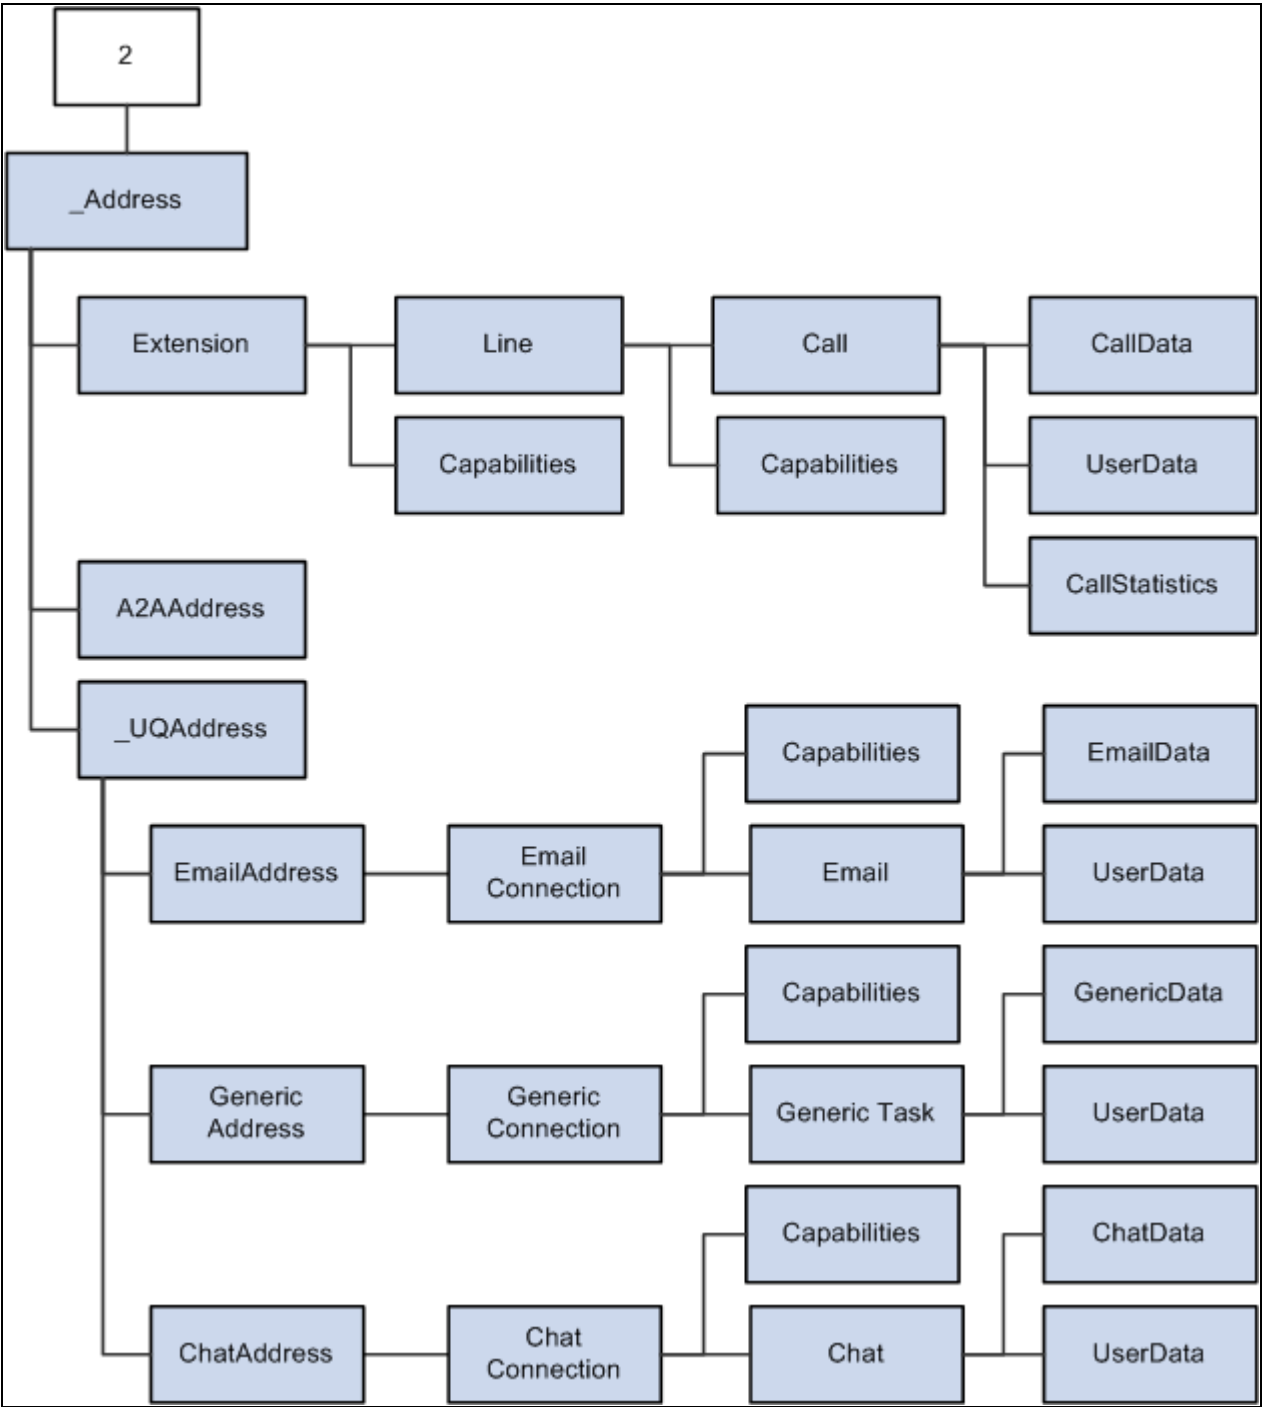 2
_Address
Extension
Line
Call
CallData
Capabilities
Capabilities
UserData
CallStatistics
A2AAddress
_UQAddress
Capabilities
EmailData
EmailAddress
Email
Connection
Email
UserData
Capabilities
GenericData
Generic
Address
Generic
Connection
Generic Task
UserData
Capabilities
ChatData
ChatAddress
Chat
Connection
Chat
UserData